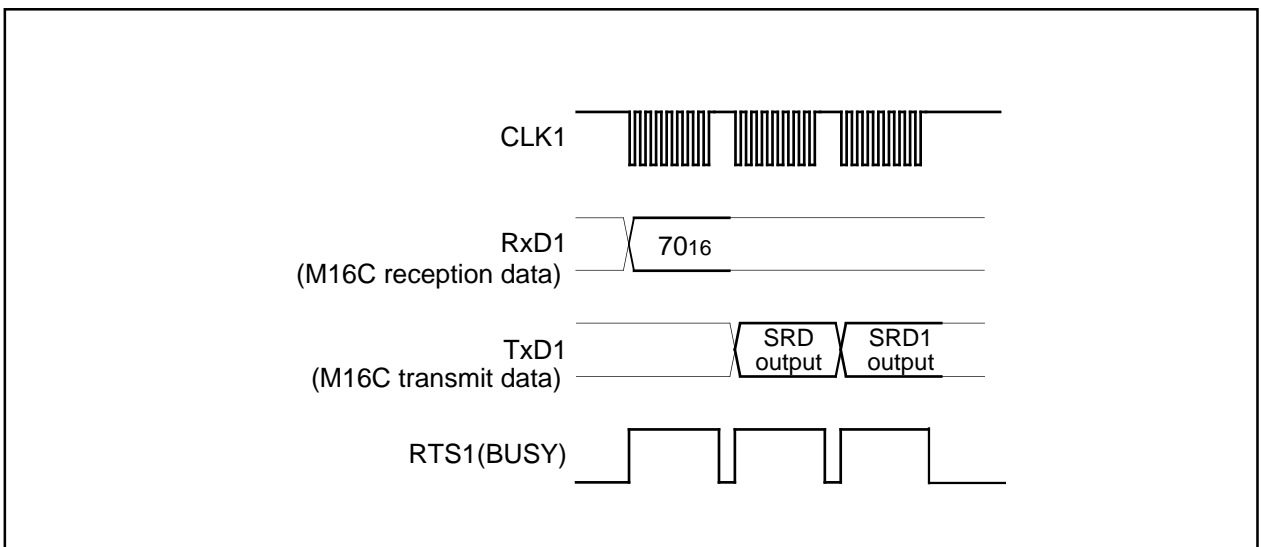 CLK1
RxD1
(M16C reception data)
7016
TxD1
(M16C transmit data)
SRD
output
SRD1
output
RTS1(BUSY)